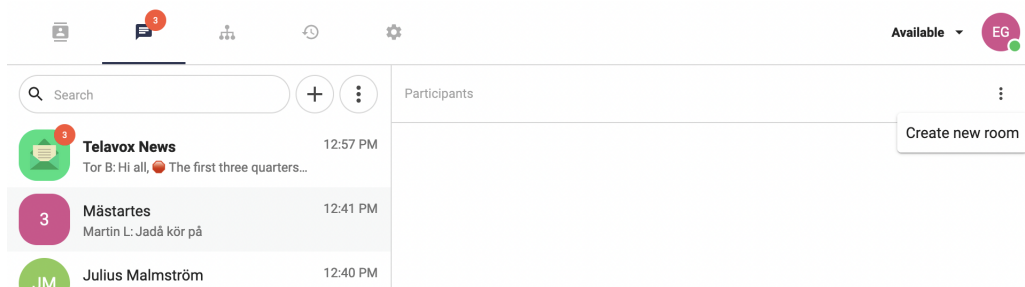 3
Available
EG
Search
Participants
Create new room
3
Telavox News
12:57 PM
Tor B: Hi all, 🛑 The first three quarters...
3
Mästartes
12:41 PM
Martin L: Jadå kör på
JM
Julius Malmström
12:40 PM